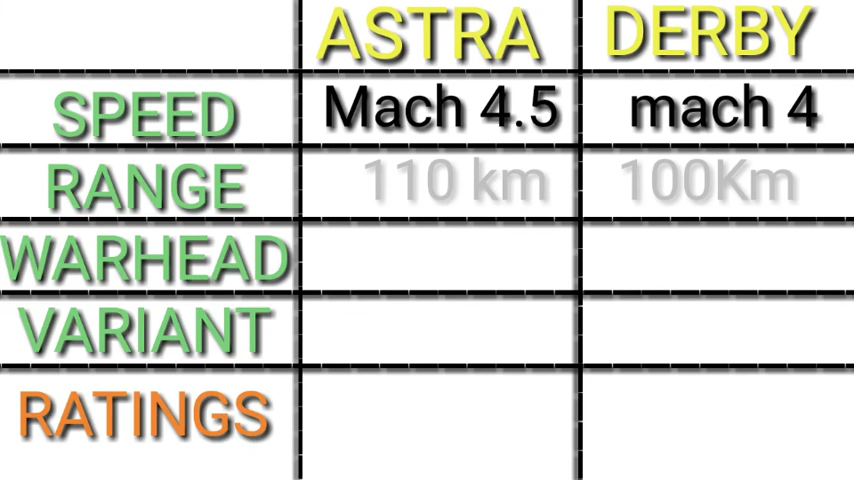 ASTRA DERBY
SPEED Mach 4.5 mach 4
RANGE 110 km 100Km
WARHEAD
VARIANT
RATINGS